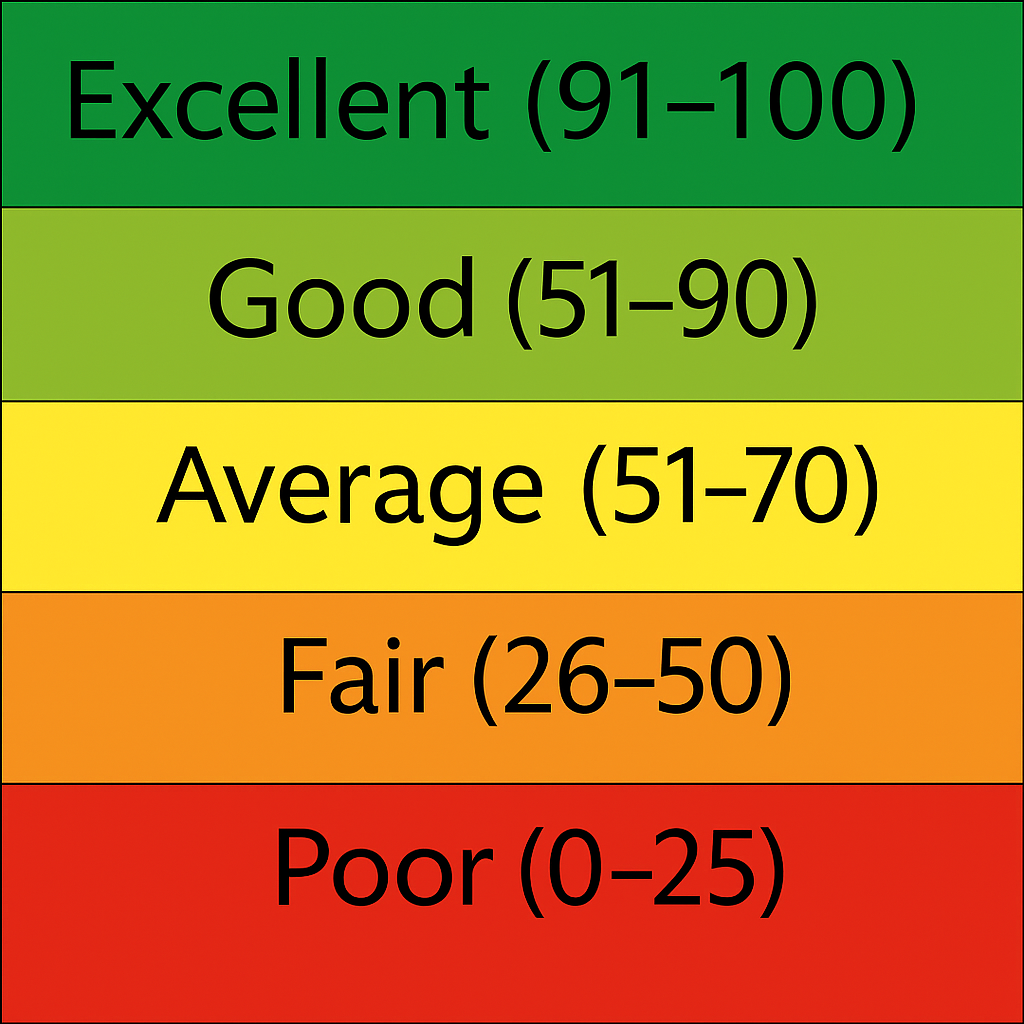 Excellent (91–100)
Good (51–90)
Average (51–70)
Fair (26–50)
Poor (0–25)